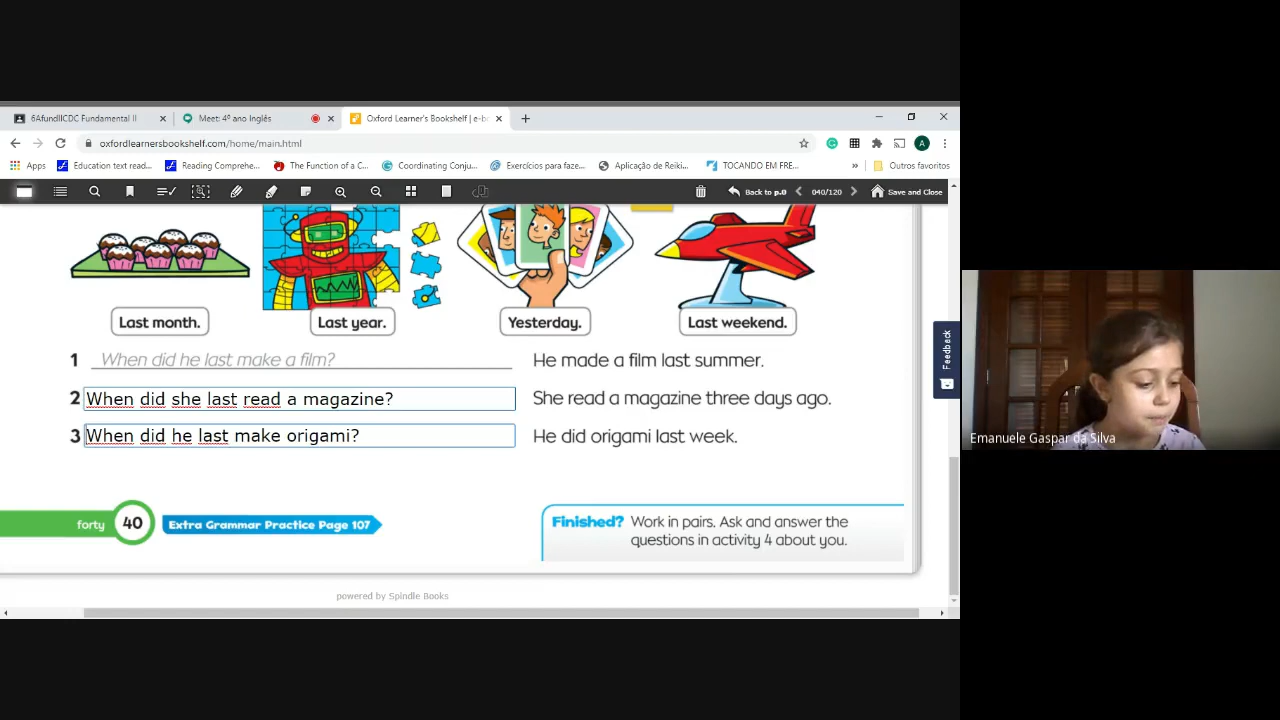 6AfundIICDC Fundamental II
Meet: 4º ano Inglês
Oxford Learner's Bookshelf | e-b
oxfordlearnersbookshelf.com/home/main.html
A
Apps
Education text read...
Reading Comprehe...
The Function of a C...
Coordinating Conju...
Exercícios para faze...
Aplicação de Reiki...
TOCANDO EM FRE...
»
Outros favoritos
Back to p.0
040/120
Save and Close
Last month.
Last year.
Yesterday.
Last weekend.
Feedback
1 When did he last make a film? He made a film last summer.
2 When did she last read a magazine? She read a magazine three days ago.
3 When did he last make origami? He did origami last week.
Emanuele Gaspar da Silva
forty 40 Extra Grammar Practice Page 107
Finished? Work in pairs. Ask and answer the
questions in activity 4 about you.
powered by Spindle Books